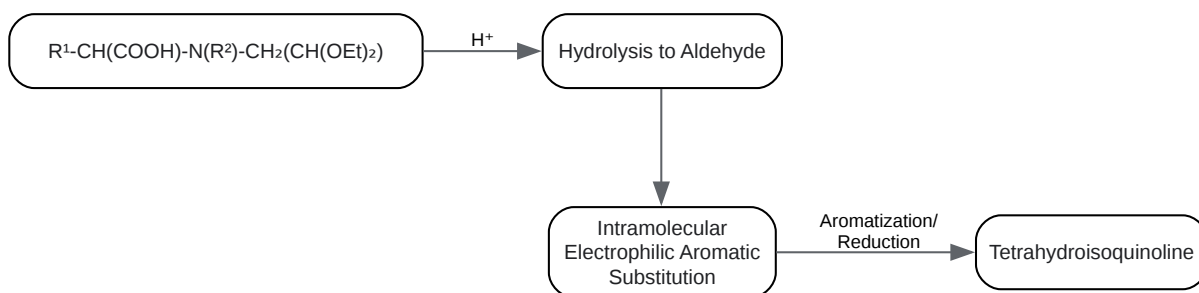 R¹-CH(COOH)-N(R²)-CH₂(CH(OEt)₂)
H⁺
Hydrolysis to Aldehyde
Intramolecular
Electrophilic Aromatic
Substitution
Aromatization/
Reduction
Tetrahydroisoquinoline